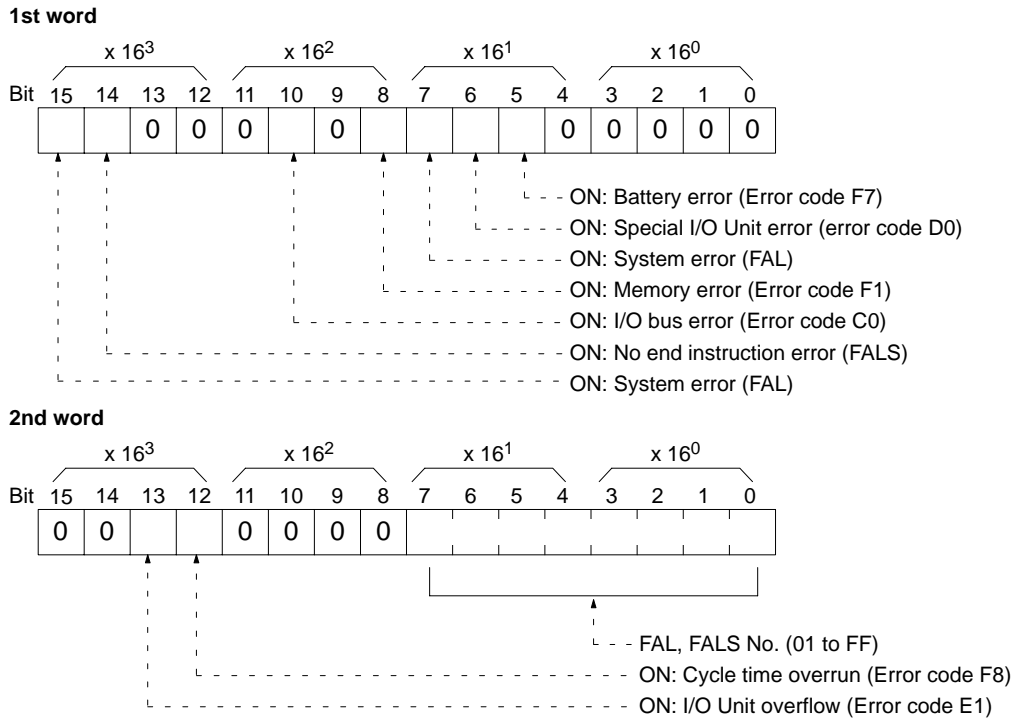 1st word
x 16³ x 16² x 16¹ x 16⁰
Bit 15 14 13 12 11 10 9 8 7 6 5 4 3 2 1 0
0 0 0 0 0 0 0 0 0
ON: Battery error (Error code F7)
ON: Special I/O Unit error (error code D0)
ON: System error (FAL)
ON: Memory error (Error code F1)
ON: I/O bus error (Error code C0)
ON: No end instruction error (FALS)
ON: System error (FAL)
2nd word
x 16³ x 16² x 16¹ x 16⁰
Bit 15 14 13 12 11 10 9 8 7 6 5 4 3 2 1 0
0 0 0 0 0 0
FAL, FALS No. (01 to FF)
ON: Cycle time overrun (Error code F8)
ON: I/O Unit overflow (Error code E1)